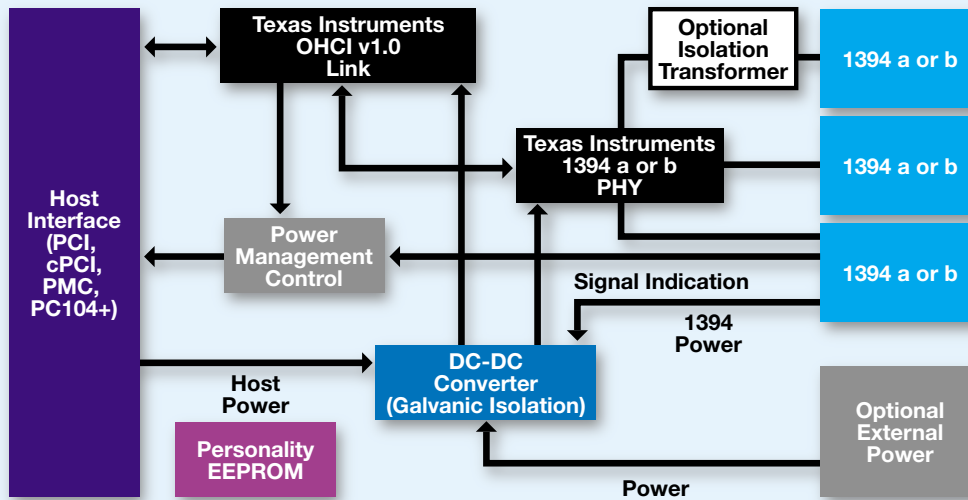 Texas Instruments
OHCI v1.0
Link
Optional
Isolation
Transformer
1394 a or b
Texas Instruments
1394 a or b
PHY
1394 a or b
Host
Interface
(PCI,
cPCI,
PMC,
PC104+)
Power
Management
Control
1394 a or b
Signal Indication
1394
Power
DC-DC
Converter
(Galvanic Isolation)
Host
Power
Optional
External
Power
Personality
EEPROM
Power